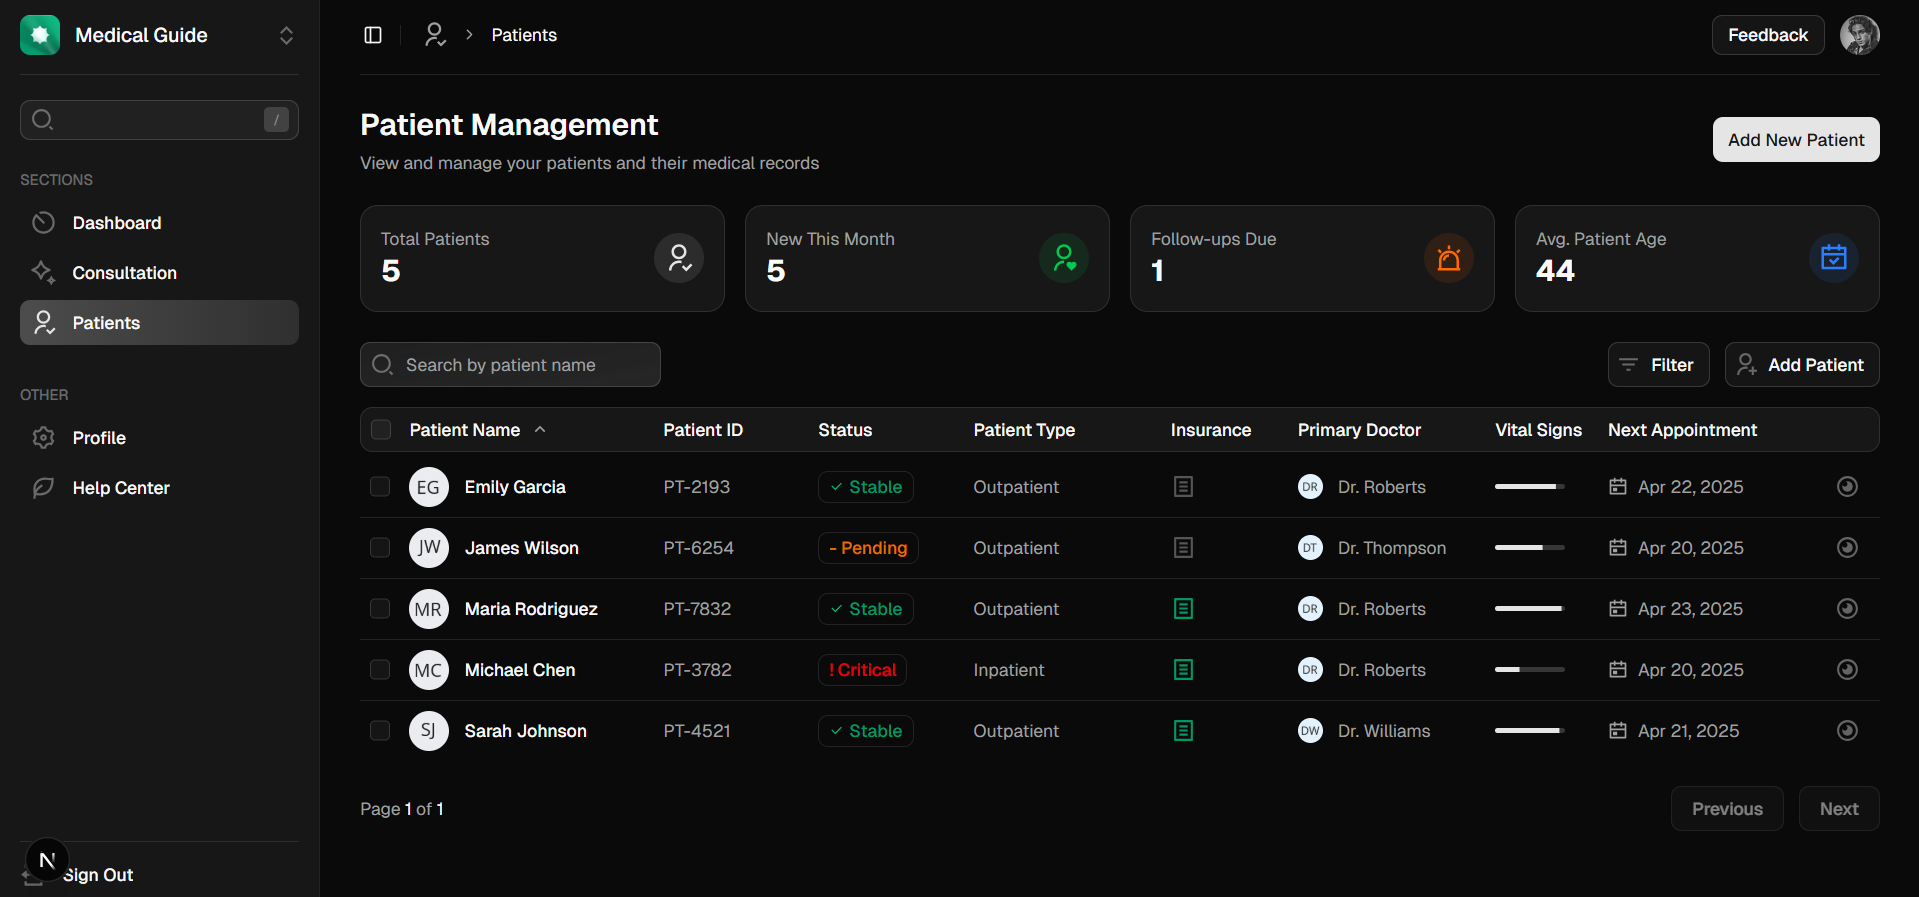 Medical Guide
/
SECTIONS
Dashboard
Consultation
Patients
OTHER
Profile
Help Center
N
Sign Out
Patients
Feedback
Patient Management
View and manage your patients and their medical records
Add New Patient
Total Patients
5
New This Month
5
Follow-ups Due
1
Avg. Patient Age
44
Search by patient name
Filter
Add Patient
Patient Name Patient ID Status Patient Type Insurance Primary Doctor Vital Signs Next Appointment
EG Emily Garcia PT-2193 Stable Outpatient DR Dr. Roberts Apr 22, 2025
JW James Wilson PT-6254 - Pending Outpatient DT Dr. Thompson Apr 20, 2025
MR Maria Rodriguez PT-7832 Stable Outpatient DR Dr. Roberts Apr 23, 2025
MC Michael Chen PT-3782 ! Critical Inpatient DR Dr. Roberts Apr 20, 2025
SJ Sarah Johnson PT-4521 Stable Outpatient DW Dr. Williams Apr 21, 2025
Page 1 of 1
Previous
Next